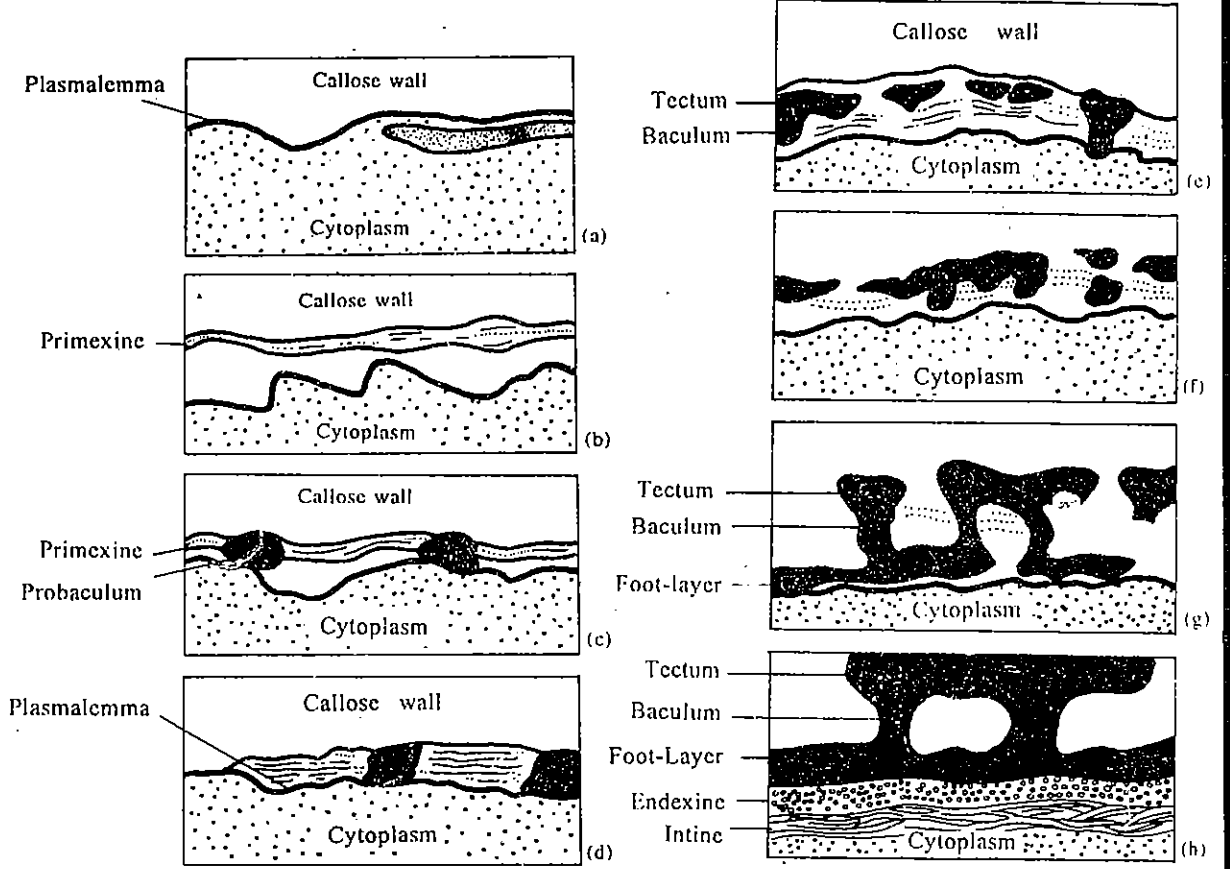 Callose wall
Plasmalemma
Cytoplasm
(a)
Callose wall
Primexine
Cytoplasm
(b)
Callose wall
Primexine
Probaculum
Cytoplasm
(c)
Callose wall
Plasmalemma
Cytoplasm
(d)
Callose wall
Tectum
Baculum
Cytoplasm
(e)
Cytoplasm
(f)
Tectum
Baculum
Foot-layer
Cytoplasm
(g)
Tectum
Baculum
Foot-Layer
Endexine
Intine
Cytoplasm
(h)